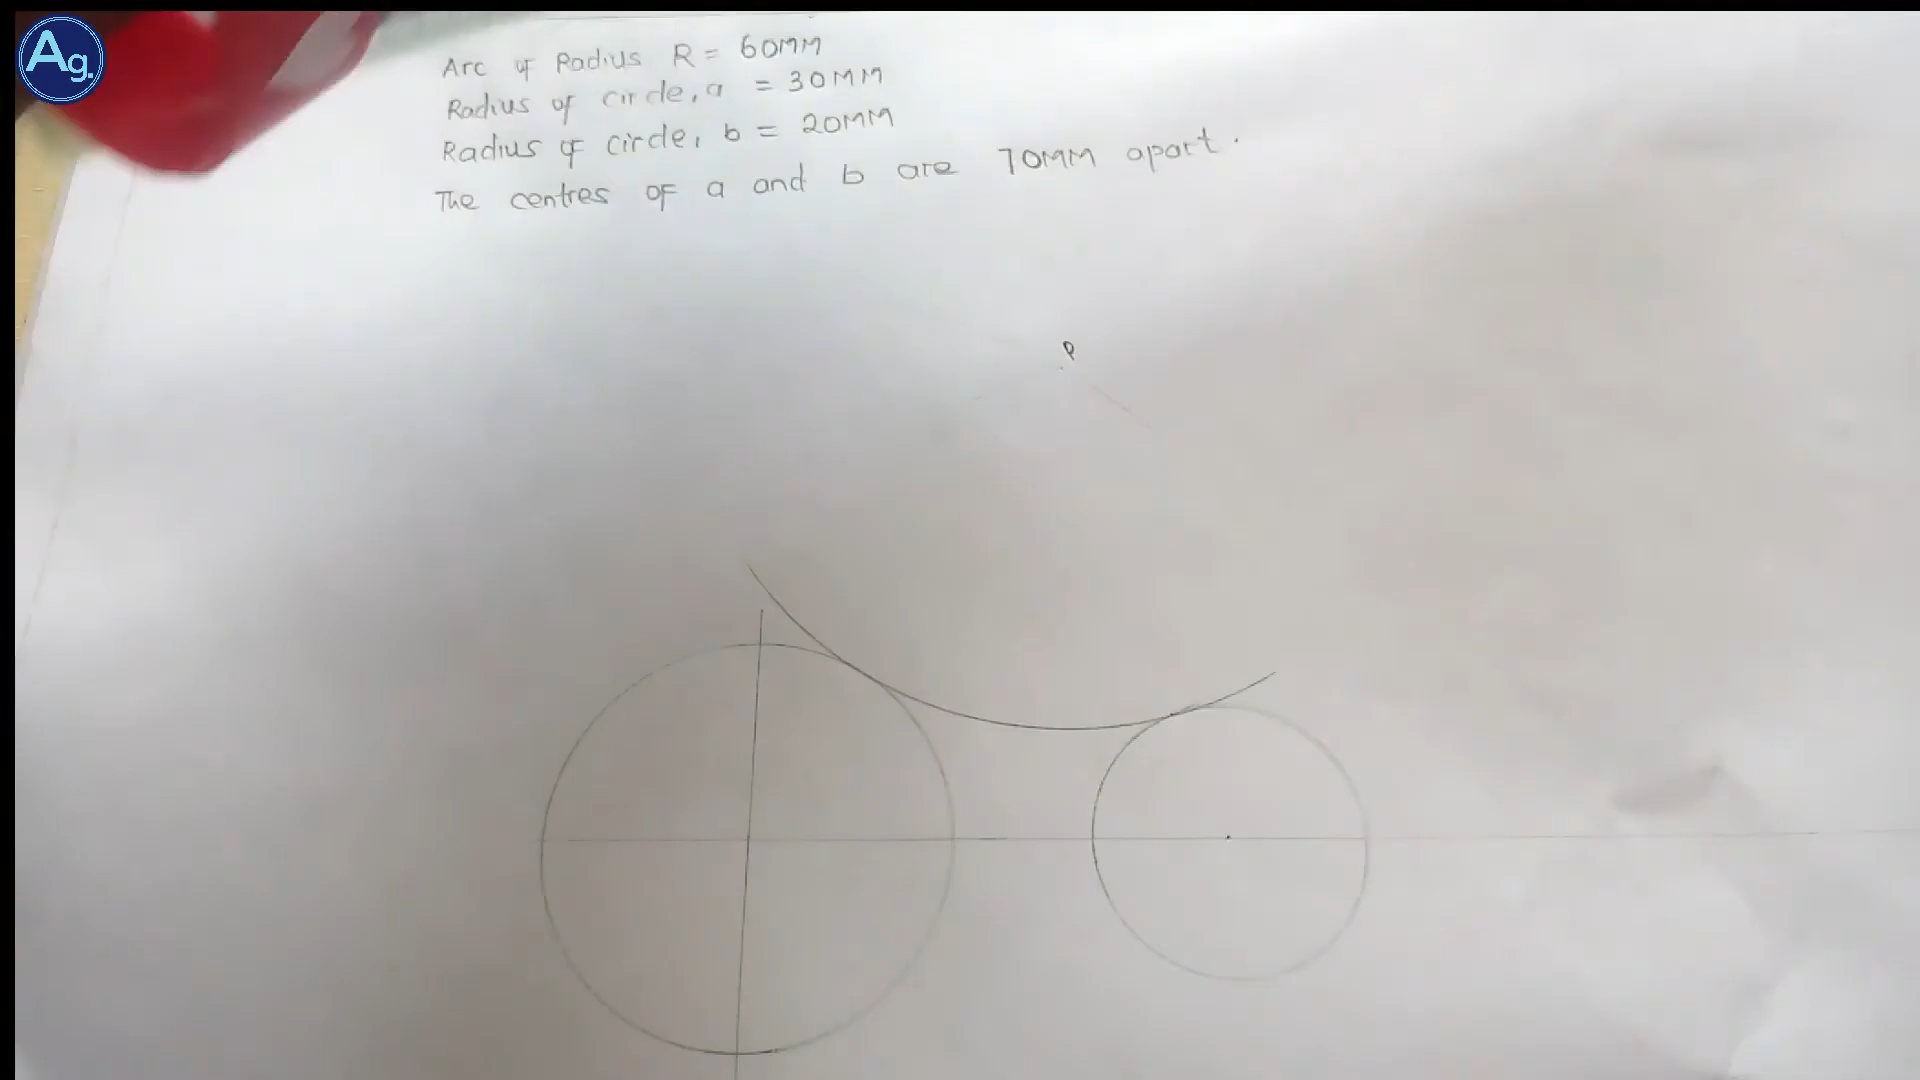 Ag.
Arc of Radius R = 60MM
Radius of circle, a = 30MM
Radius of circle, b = 20MM
The centres of a and b are 70MM apart.
P